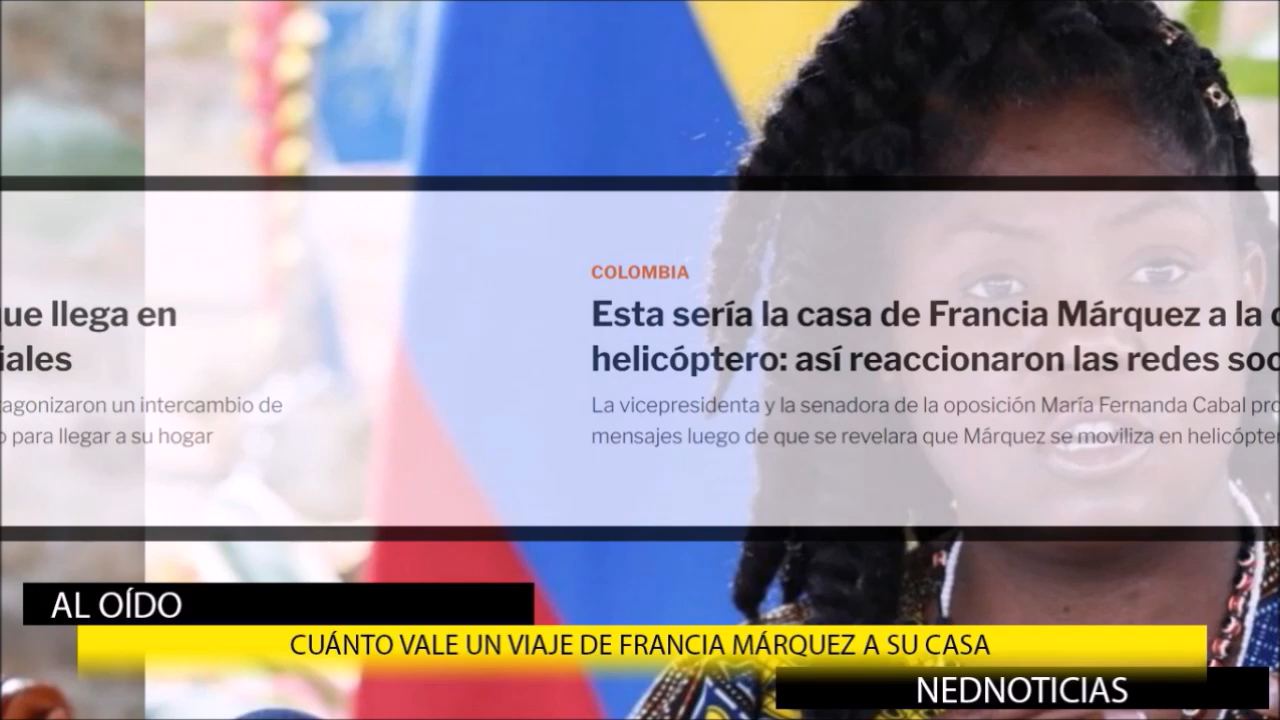 ue llega en
iales
agonizaron un intercambio de
o para llegar a su hogar
COLOMBIA
Esta sería la casa de Francia Márquez a la
helicóptero: así reaccionaron las redes soc
La vicepresidenta y la senadora de la oposición María Fernanda Cabal pro
mensajes luego de que se revelara que Márquez se moviliza en helicópter
AL OÍDO
CUÁNTO VALE UN VIAJE DE FRANCIA MÁRQUEZ A SU CASA
NEDNOTICIAS